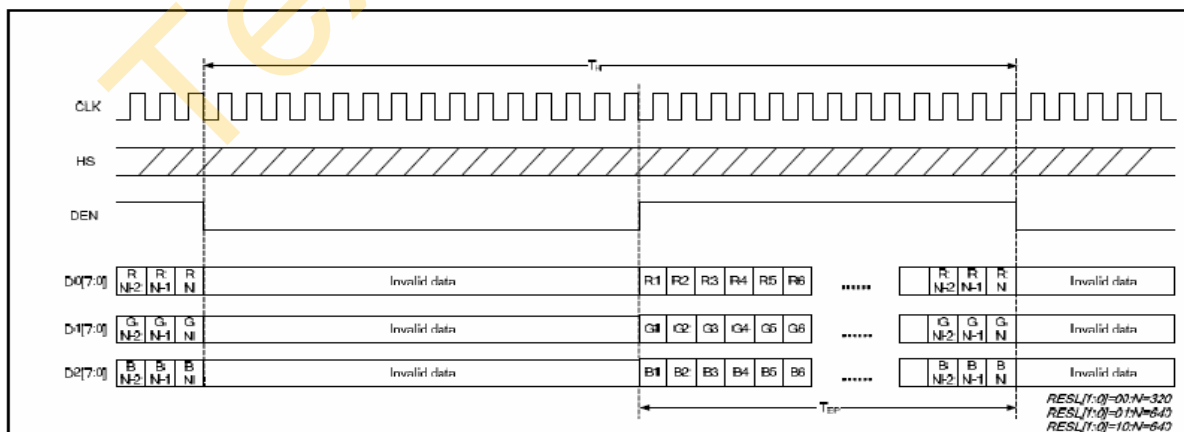 Te
TH
CLK
HS
DEN
D0[7:0] R N-2 R N-1 R N Invalid data R1 R2 R3 R4 R5 R6 ...... R N-2 R N-1 R N Invalid data
D1[7:0] G N-2 G N-1 G N Invalid data G1 G2 G3 G4 G5 G6 ...... G N-2 G N-1 G N Invalid data
D2[7:0] B N-2 B N-1 B N Invalid data B1 B2 B3 B4 B5 B6 ...... B N-2 B N-1 B N Invalid data
TEP
RESL[1:0]=00:N=320
RESL[1:0]=01:N=640
RESL[1:0]=10:N=640